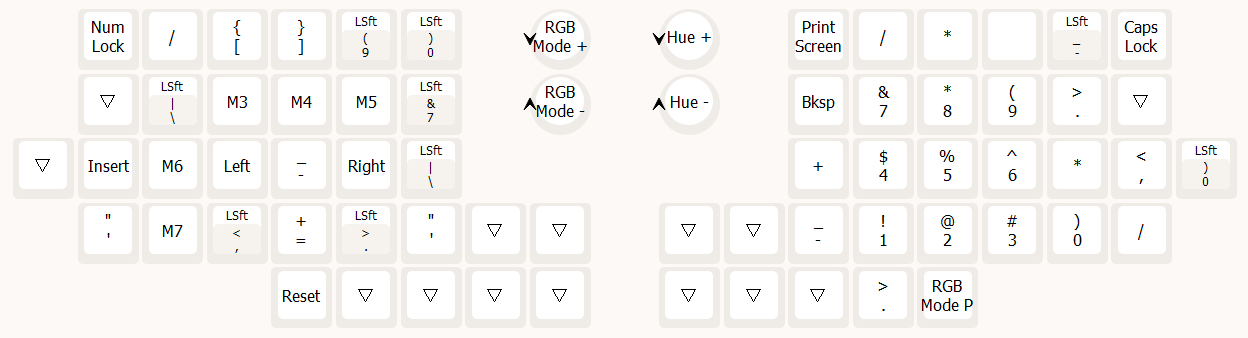 Num Lock / { [ } ] LSft ( 9 LSft ) 0 RGB Mode + Hue + Print Screen / * LSft _ - Caps Lock
▽ LSft | \ M3 M4 M5 LSft & 7 RGB Mode - Hue - Bksp & 7 * 8 ( 9 > . ▽
▽ Insert M6 Left _ - Right LSft | \ + $ 4 % 5 ^ 6 * < , LSft ) 0
" ' M7 LSft < , + = LSft > . " ' ▽ ▽ ▽ ▽ _ - ! 1 @ 2 # 3 ) 0 /
Reset ▽ ▽ ▽ ▽ ▽ ▽ ▽ > . RGB Mode P